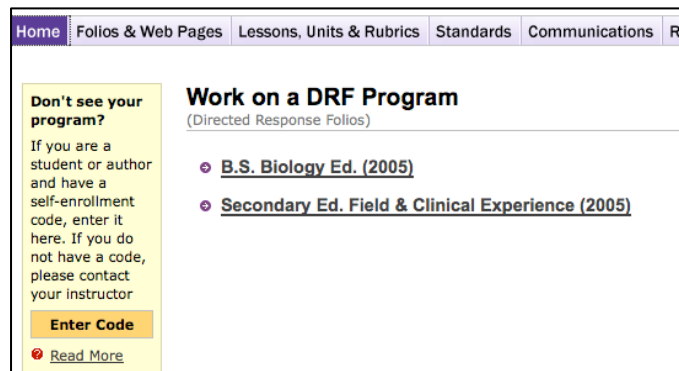 Home Folios & Web Pages Lessons, Units & Rubrics Standards Communications R
Don't see your
program?
If you are a
student or author
and have a
self-enrollment
code, enter it
here. If you do
not have a code,
please contact
your instructor
Enter Code
Read More
Work on a DRF Program
(Directed Response Folios)
B.S. Biology Ed. (2005)
Secondary Ed. Field & Clinical Experience (2005)